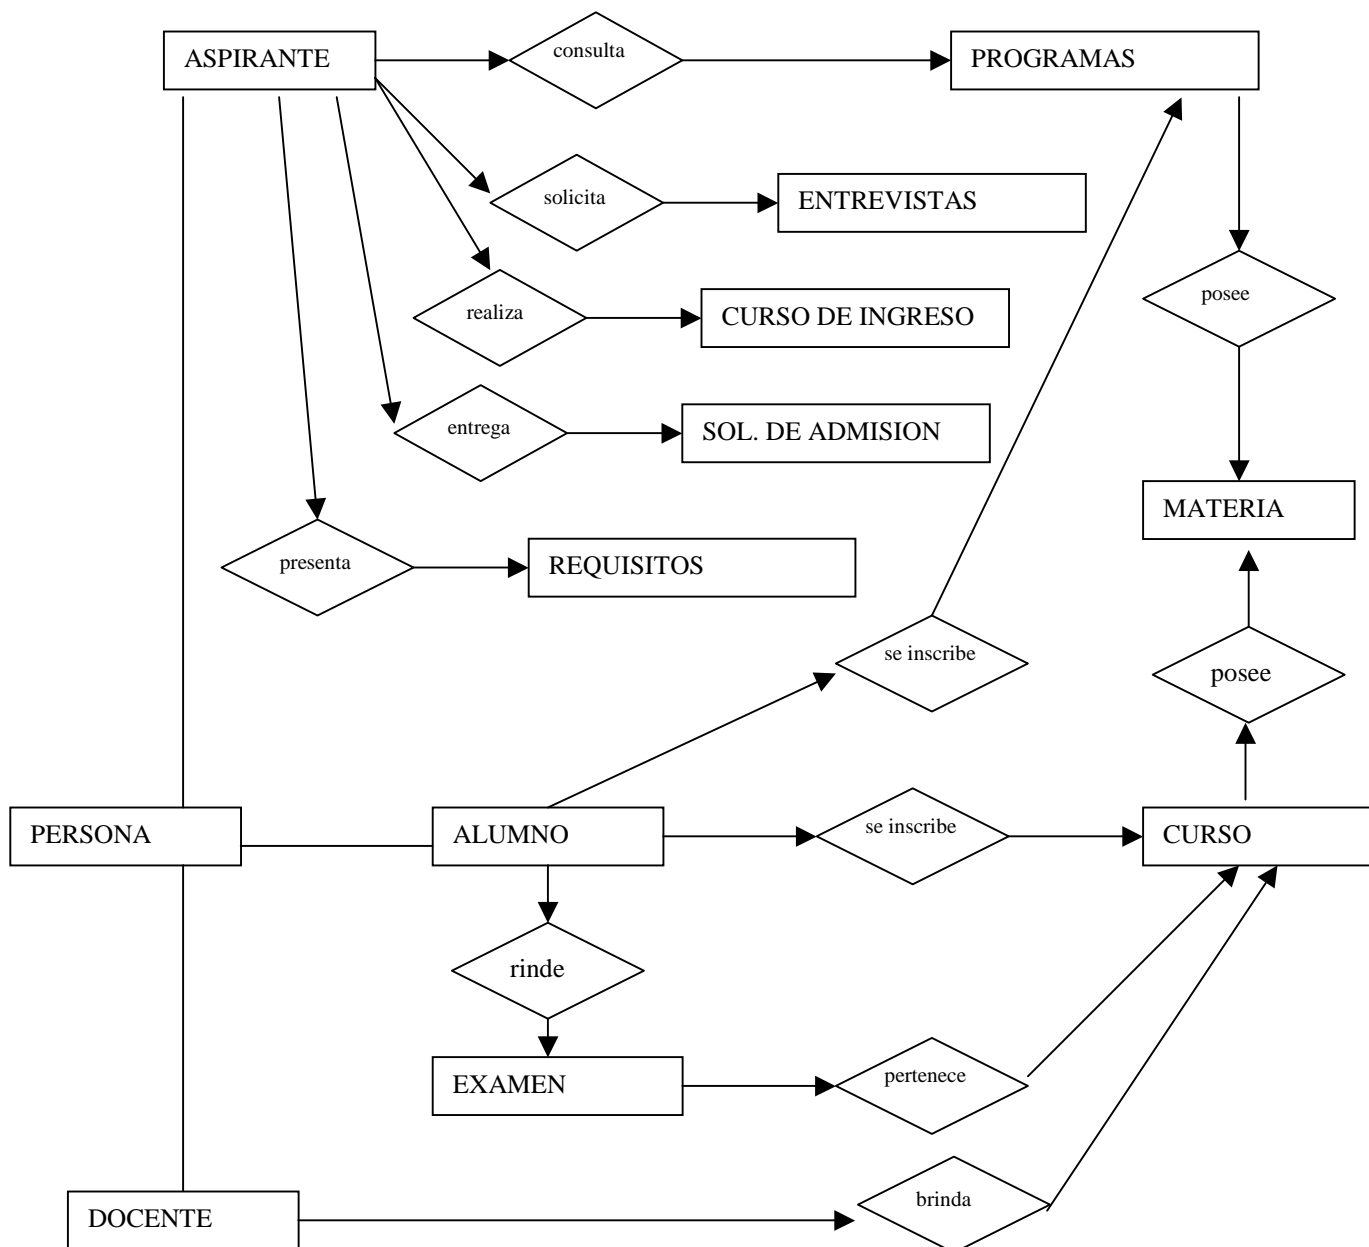 ASPIRANTE
consulta
PROGRAMAS
solicita
ENTREVISTAS
posee
realiza
CURSO DE INGRESO
entrega
SOL. DE ADMISION
MATERIA
presenta
REQUISITOS
se inscribe
posee
PERSONA
ALUMNO
se inscribe
CURSO
rinde
EXAMEN
pertenece
DOCENTE
brinda